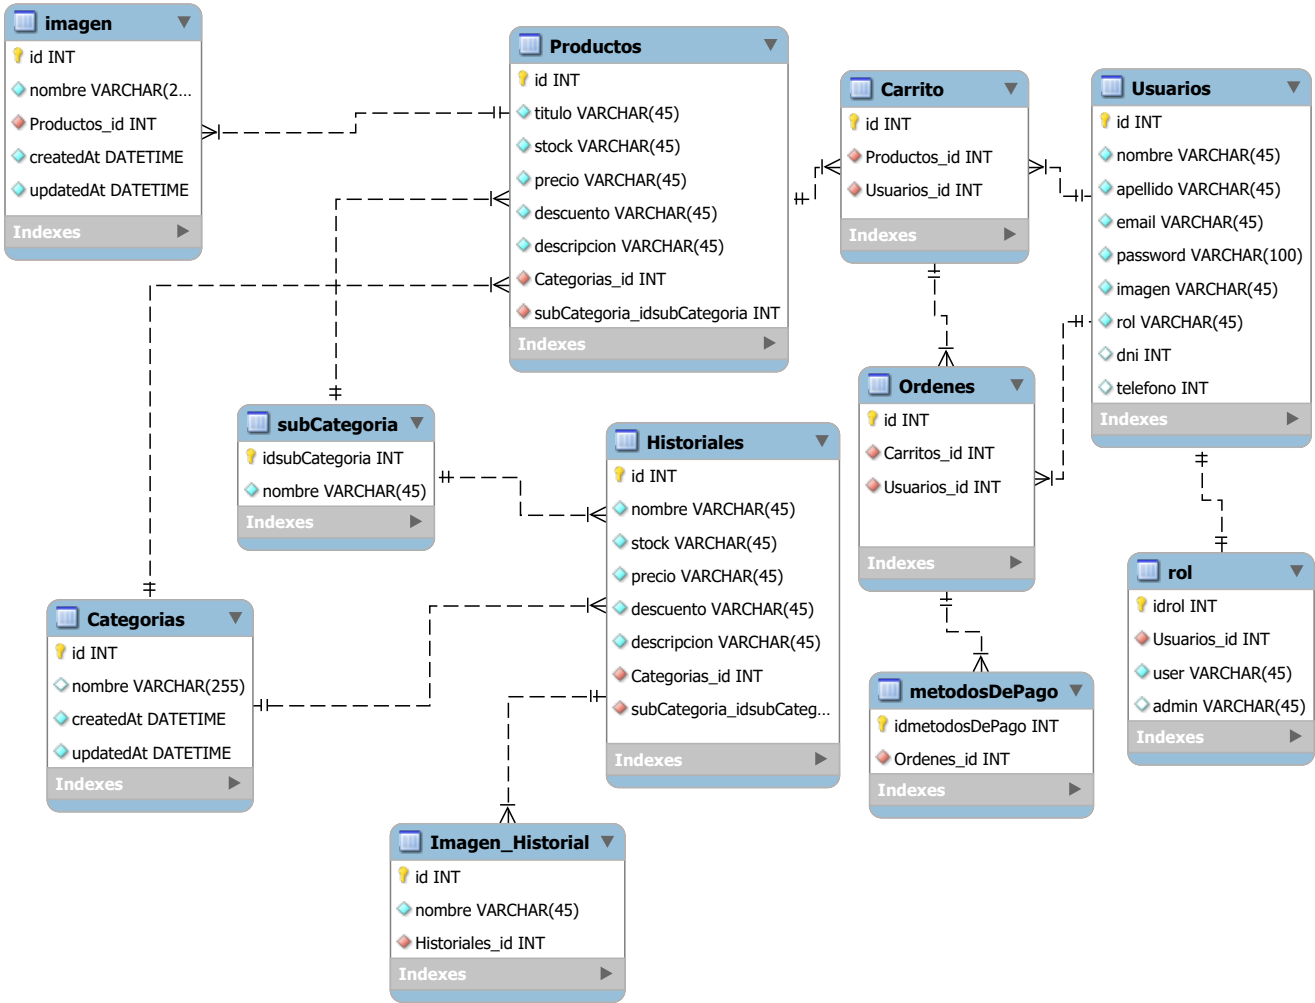 imagen
id INT
nombre VARCHAR(2...
Productos_id INT
createdAt DATETIME
updatedAt DATETIME
Indexes
Productos
id INT
titulo VARCHAR(45)
stock VARCHAR(45)
precio VARCHAR(45)
descuento VARCHAR(45)
descripcion VARCHAR(45)
Categorias_id INT
subCategoria_idsubCategoria INT
Indexes
Carrito
id INT
Productos_id INT
Usuarios_id INT
Indexes
Usuarios
id INT
nombre VARCHAR(45)
apellido VARCHAR(45)
email VARCHAR(45)
password VARCHAR(100)
imagen VARCHAR(45)
rol VARCHAR(45)
dni INT
telefono INT
Indexes
subCategoria
idsubCategoria INT
nombre VARCHAR(45)
Indexes
Historiales
id INT
nombre VARCHAR(45)
stock VARCHAR(45)
precio VARCHAR(45)
descuento VARCHAR(45)
descripcion VARCHAR(45)
Categorias_id INT
subCategoria_idsubCateg...
Indexes
Ordenes
id INT
Carritos_id INT
Usuarios_id INT
Indexes
rol
idrol INT
Usuarios_id INT
user VARCHAR(45)
admin VARCHAR(45)
Indexes
Categorias
id INT
nombre VARCHAR(255)
createdAt DATETIME
updatedAt DATETIME
Indexes
metodosDePago
idmetodosDePago INT
Ordenes_id INT
Indexes
Imagen_Historial
id INT
nombre VARCHAR(45)
Historiales_id INT
Indexes